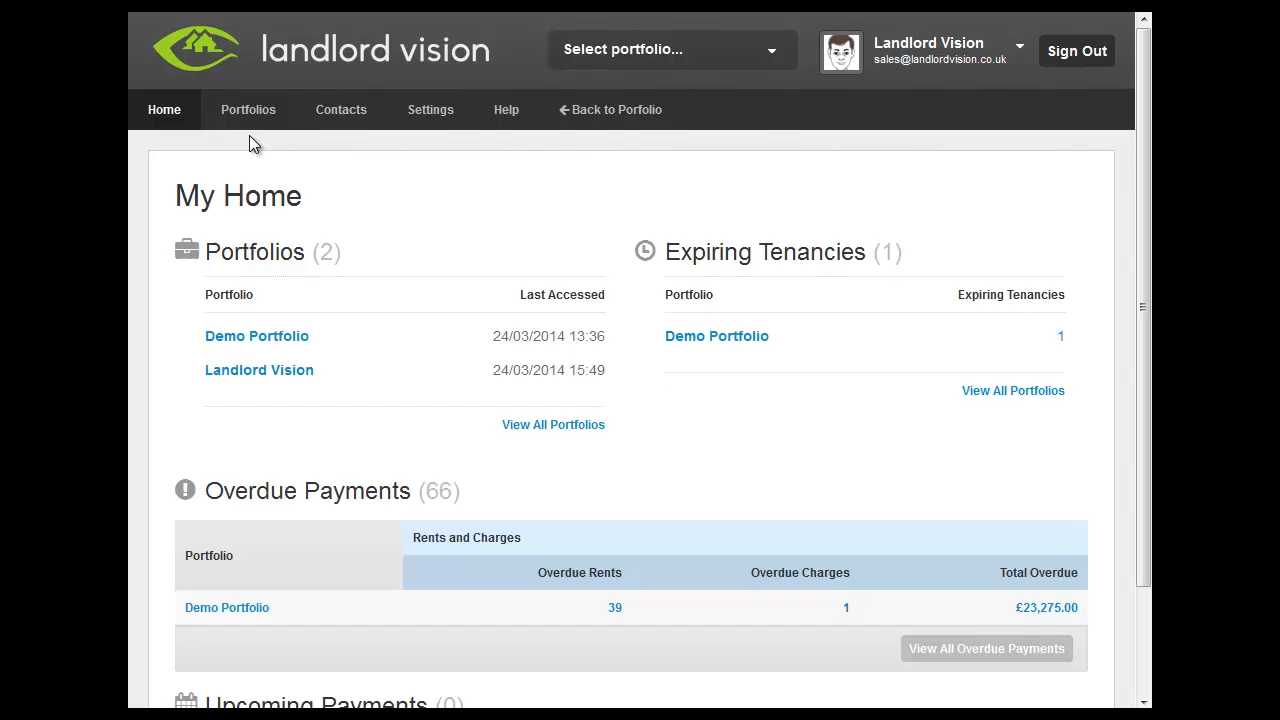 landlord vision
Select portfolio...
Landlord Vision
sales@landlordvision.co.uk
Sign Out
Home
Portfolios
Contacts
Settings
Help
Back to Porfolio
My Home
Portfolios (2)
Portfolio Last Accessed
Demo Portfolio 24/03/2014 13:36
Landlord Vision 24/03/2014 15:49
View All Portfolios
Expiring Tenancies (1)
Portfolio Expiring Tenancies
Demo Portfolio 1
View All Portfolios
Overdue Payments (66)
Portfolio
Rents and Charges
Overdue Rents Overdue Charges Total Overdue
Demo Portfolio 39 1 £23,275.00
View All Overdue Payments
Upcoming Payments (0)